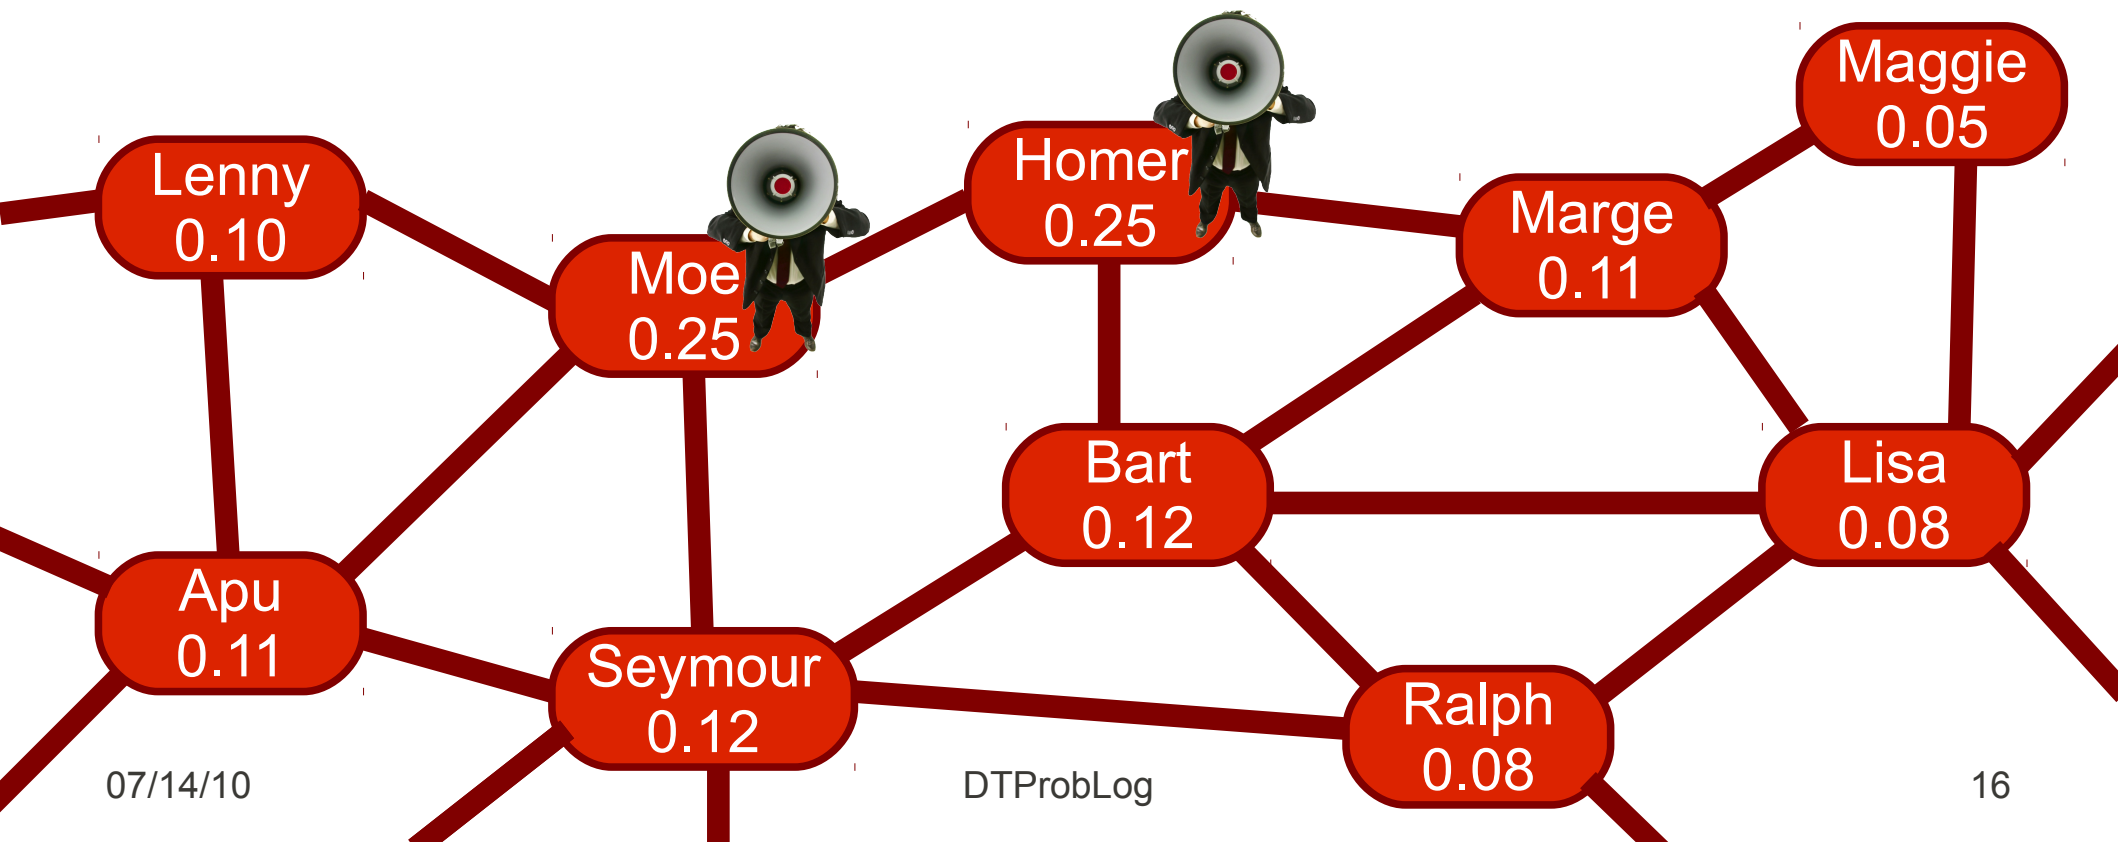 Maggie
0.05
Homer
0.25
Lenny
0.10
Marge
0.11
Moe
0.25
Bart
0.12
Lisa
0.08
Apu
0.11
Seymour
0.12
Ralph
0.08
07/14/10
DTProbLog
16